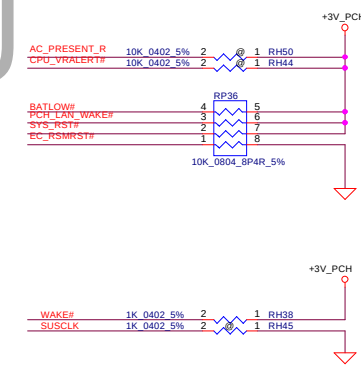 +3V_PCH
AC_PRESENT_R 10K_0402_5% 2 @ 1 RH50
CPU_VRALERT# 10K_0402_5% 2 @ 1 RH44
RP36
BATLOW# 4 5
PCH_LAN_WAKE# 3 6
SYS_RST# 2 7
EC_RSMRST# 1 8
10K_0804_8P4R_5%
+3V_PCH
WAKE# 1K_0402_5% 2 1 RH38
SUSCLK 1K_0402_5% 2 @ 1 RH45